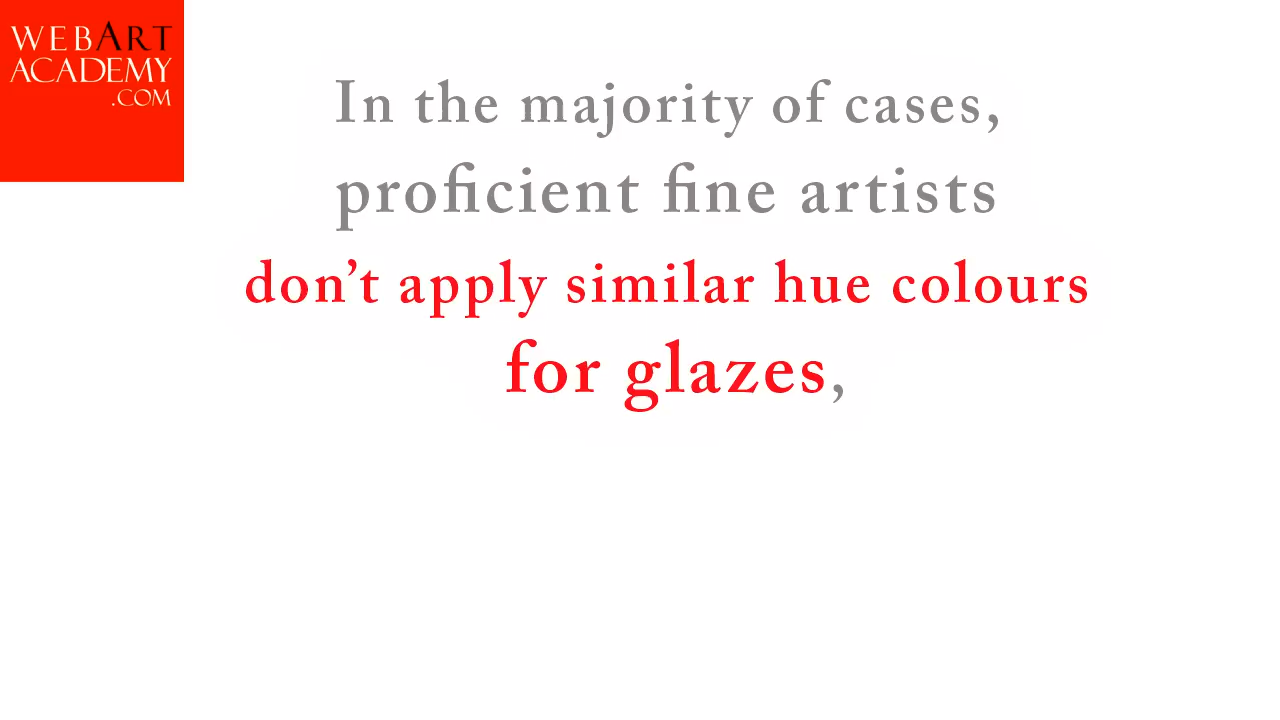 WEBART
ACADEMY
.COM
In the majority of cases,
proficient fine artists
don’t apply similar hue colours
for glazes,